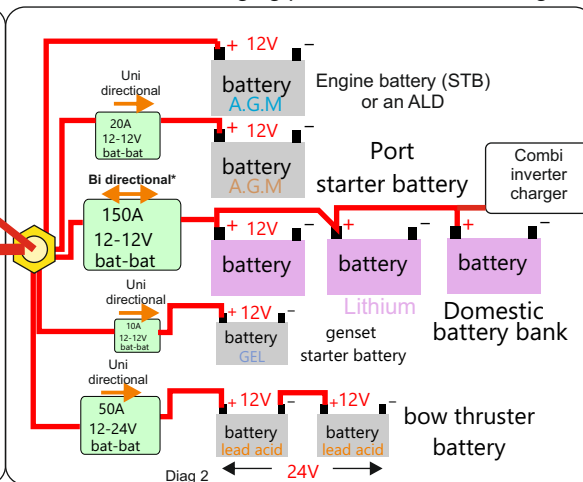 + 12V −
battery
A.G.M
Engine battery (STB)
or an ALD
Uni
directional
20A
12-12V
bat-bat
+ 12V −
battery
A.G.M
Port
starter battery
Combi
inverter
charger
Bi directional*
150A
12-12V
bat-bat
+ 12V −
battery
+ −
battery
+ −
battery
Lithium
Domestic
battery bank
Uni
directional
10A
12-12V
bat-bat
+ 12V −
battery
GEL
genset
starter battery
Uni
directional
50A
12-24V
bat-bat
+12V −
battery
lead acid
+12V −
battery
lead acid
bow thruster
battery
Diag 2
24V